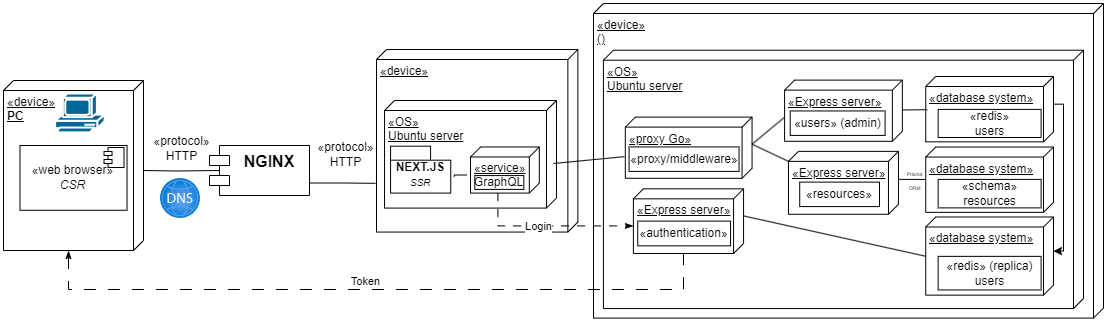 «device»
PC
«web browser»
CSR
«protocol»
HTTP
DNS
NGINX
«protocol»
HTTP
«device»
«OS»
Ubuntu server
NEXT.JS
SSR
«service»
GraphQL
Login
Token
«device»
()
«OS»
Ubuntu server
«proxy Go»
«proxy/middleware»
«Express server»
«authentication»
«Express server»
«users» (admin)
«Express server»
«resources»
Prisma
ORM
«database system»
«redis»
users
«database system»
«schema»
resources
«database system»
«redis» (replica)
users